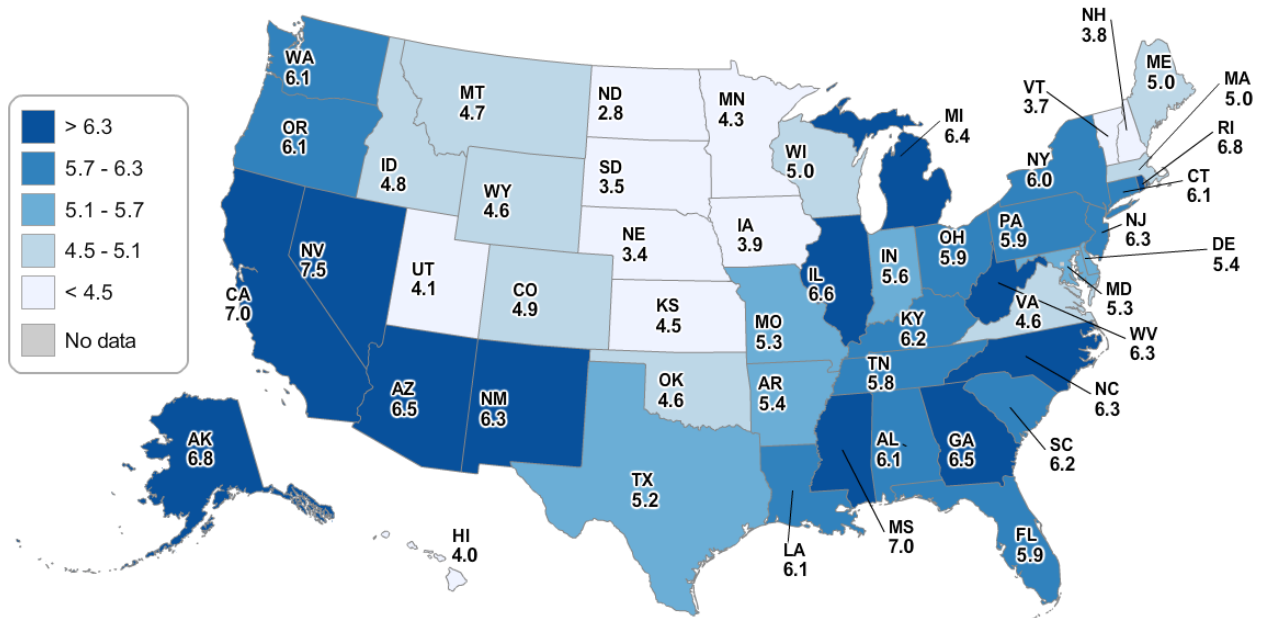 > 6.3
5.7 - 6.3
5.1 - 5.7
4.5 - 5.1
< 4.5
No data
WA
6.1
OR
6.1
CA
7.0
NV
7.5
ID
4.8
MT
4.7
WY
4.6
UT
4.1
CO
4.9
AZ
6.5
NM
6.3
ND
2.8
SD
3.5
NE
3.4
KS
4.5
OK
4.6
TX
5.2
MN
4.3
IA
3.9
MO
5.3
AR
5.4
LA
6.1
WI
5.0
IL
6.6
MI
6.4
IN
5.6
OH
5.9
KY
6.2
TN
5.8
MS
7.0
AL
6.1
GA
6.5
FL
5.9
SC
6.2
NC
6.3
WV
6.3
VA
4.6
MD
5.3
DE
5.4
NJ
6.3
PA
5.9
NY
6.0
CT
6.1
RI
6.8
MA
5.0
ME
5.0
NH
3.8
VT
3.7
AK
6.8
HI
4.0